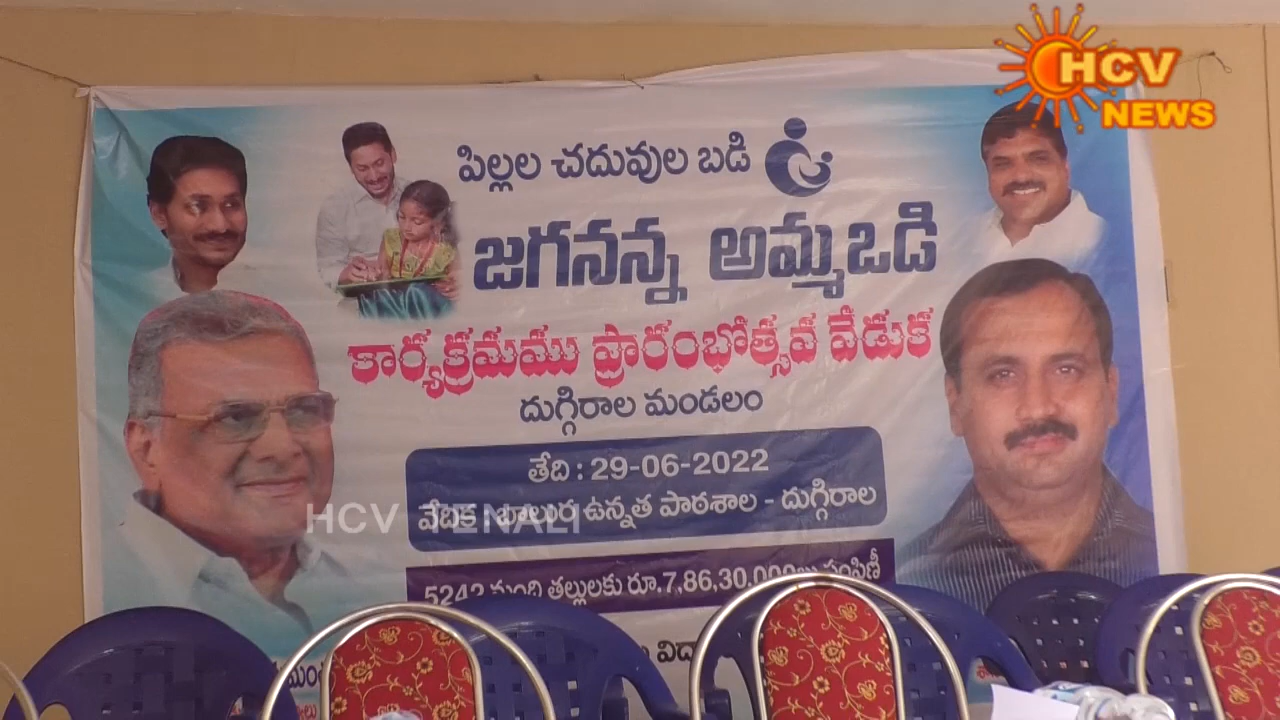 HCV
NEWS
పిల్లల చదువుల బడి
జగనన్న అమ్మఒడి
కార్యక్రమము ప్రారంభోత్సవ వేడుక
దుగ్గిరాల మండలం
తేది : 29-06-2022
వేదిక : బాలుర ఉన్నత పాఠశాల - దుగ్గిరాల
HCV TENALI
5242 మంది తల్లులకు రూ.7,86,30,000లు పంపిణీ